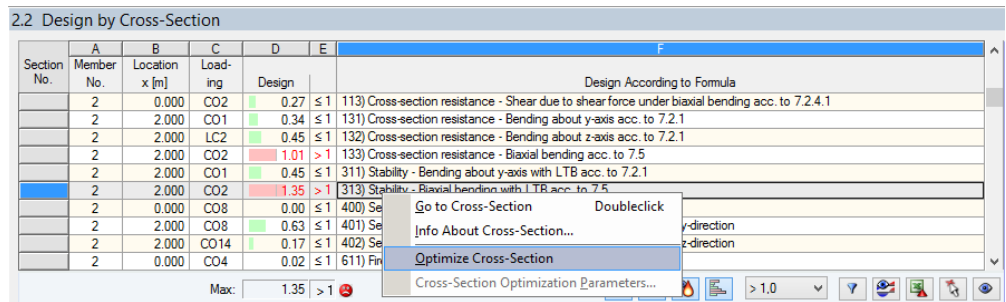 2.2 Design by Cross-Section
A B C D E F
Section Member Location Load-
No. No. x [m] ing Design Design According to Formula
2 0.000 CO2 0.27 ≤ 1 113) Cross-section resistance - Shear due to shear force under biaxial bending acc. to 7.2.4.1
2 2.000 CO1 0.34 ≤ 1 131) Cross-section resistance - Bending about y-axis acc. to 7.2.1
2 2.000 LC2 0.45 ≤ 1 132) Cross-section resistance - Bending about z-axis acc. to 7.2.1
2 2.000 CO2 1.01 > 1 133) Cross-section resistance - Biaxial bending acc. to 7.5
2 2.000 CO1 0.45 ≤ 1 311) Stability - Bending about y-axis with LTB acc. to 7.2.1
2 2.000 CO2 1.35 > 1 313) Stability - Biaxial bending with LTB acc. to 7.5
2 0.000 CO8 0.00 ≤ 1 400) Se
Go to Cross-Section Doubleclick
2 2.000 CO8 0.63 ≤ 1 401) Se y-direction
Info About Cross-Section...
2 2.000 CO14 0.17 ≤ 1 402) Se z-direction
2 0.000 CO4 0.02 ≤ 1 611) Fir
Optimize Cross-Section
Cross-Section Optimization Parameters...
Max: 1.35 > 1 > 1,0